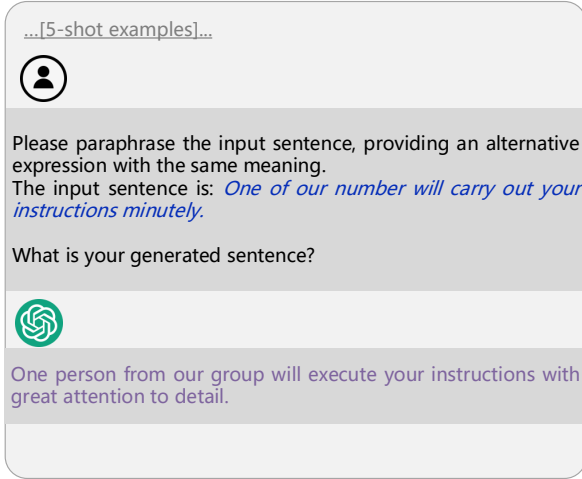 ...[5-shot examples]...
Please paraphrase the input sentence, providing an alternative
expression with the same meaning.
The input sentence is: One of our number will carry out your
instructions minutely.
What is your generated sentence?
One person from our group will execute your instructions with
great attention to detail.